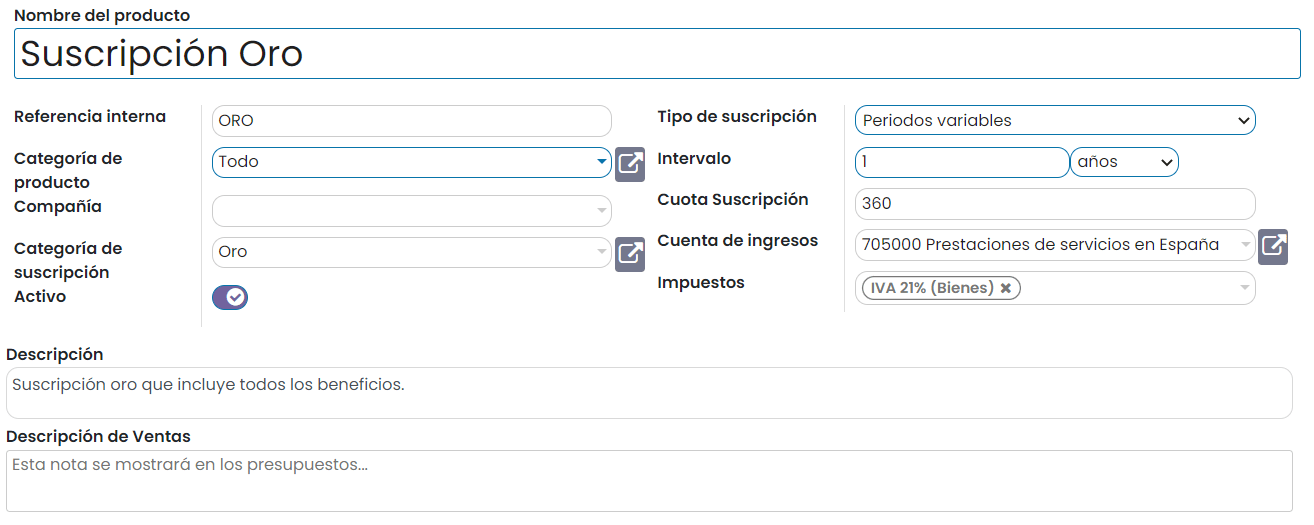 Nombre del producto
Suscripción Oro
Referencia interna
ORO
Categoría de
producto
Todo
Compañía
Categoría de
suscripción
Oro
Activo
Tipo de suscripción
Periodos variables
Intervalo
1
años
Cuota Suscripción
360
Cuenta de ingresos
705000 Prestaciones de servicios en España
Impuestos
IVA 21% (Bienes)
Descripción
Suscripción oro que incluye todos los beneficios.
Descripción de Ventas
Esta nota se mostrará en los presupuestos...